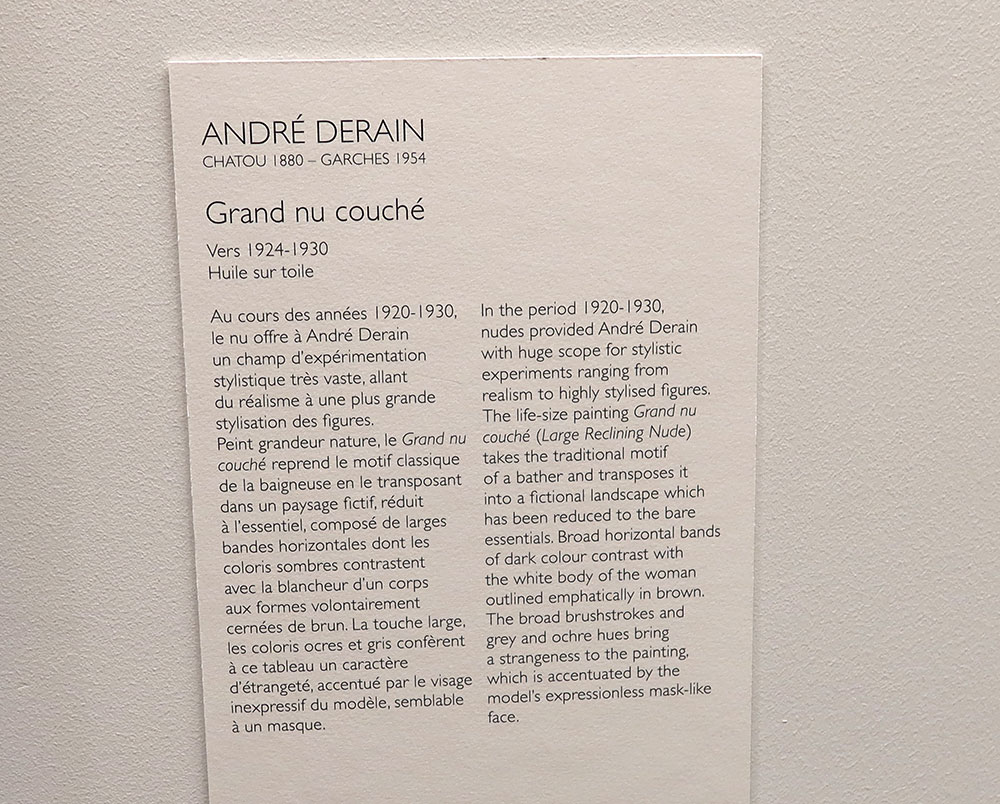 ANDRÉ DERAIN
CHATOU 1880 – GARCHES 1954
Grand nu couché
Vers 1924-1930
Huile sur toile
Au cours des années 1920-1930,
le nu offre à André Derain
un champ d'expérimentation
stylistique très vaste, allant
du réalisme à une plus grande
stylisation des figures.
Peint grandeur nature, le Grand nu
couché reprend le motif classique
de la baigneuse en le transposant
dans un paysage fictif, réduit
à l'essentiel, composé de larges
bandes horizontales dont les
coloris sombres contrastent
avec la blancheur d'un corps
aux formes volontairement
cernées de brun. La touche large,
les coloris ocres et gris confèrent
à ce tableau un caractère
d'étrangeté, accentué par le visage
inexpressif du modèle, semblable
à un masque.
In the period 1920-1930,
nudes provided André Derain
with huge scope for stylistic
experiments ranging from
realism to highly stylised figures.
The life-size painting Grand nu
couché (Large Reclining Nude)
takes the traditional motif
of a bather and transposes it
into a fictional landscape which
has been reduced to the bare
essentials. Broad horizontal bands
of dark colour contrast with
the white body of the woman
outlined emphatically in brown.
The broad brushstrokes and
grey and ochre hues bring
a strangeness to the painting,
which is accentuated by the
model's expressionless mask-like
face.